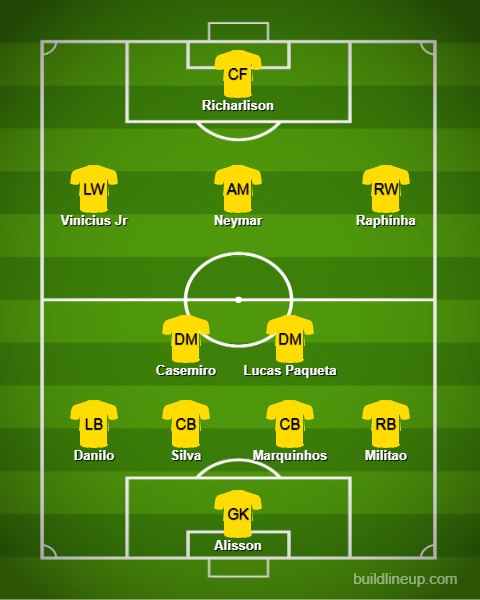 CF
Richarlison
LW AM RW
Vinicius Jr Neymar Raphinha
DM DM
Casemiro Lucas Paqueta
LB CB CB RB
Danilo Silva Marquinhos Militao
GK
Alisson
buildlineup.com